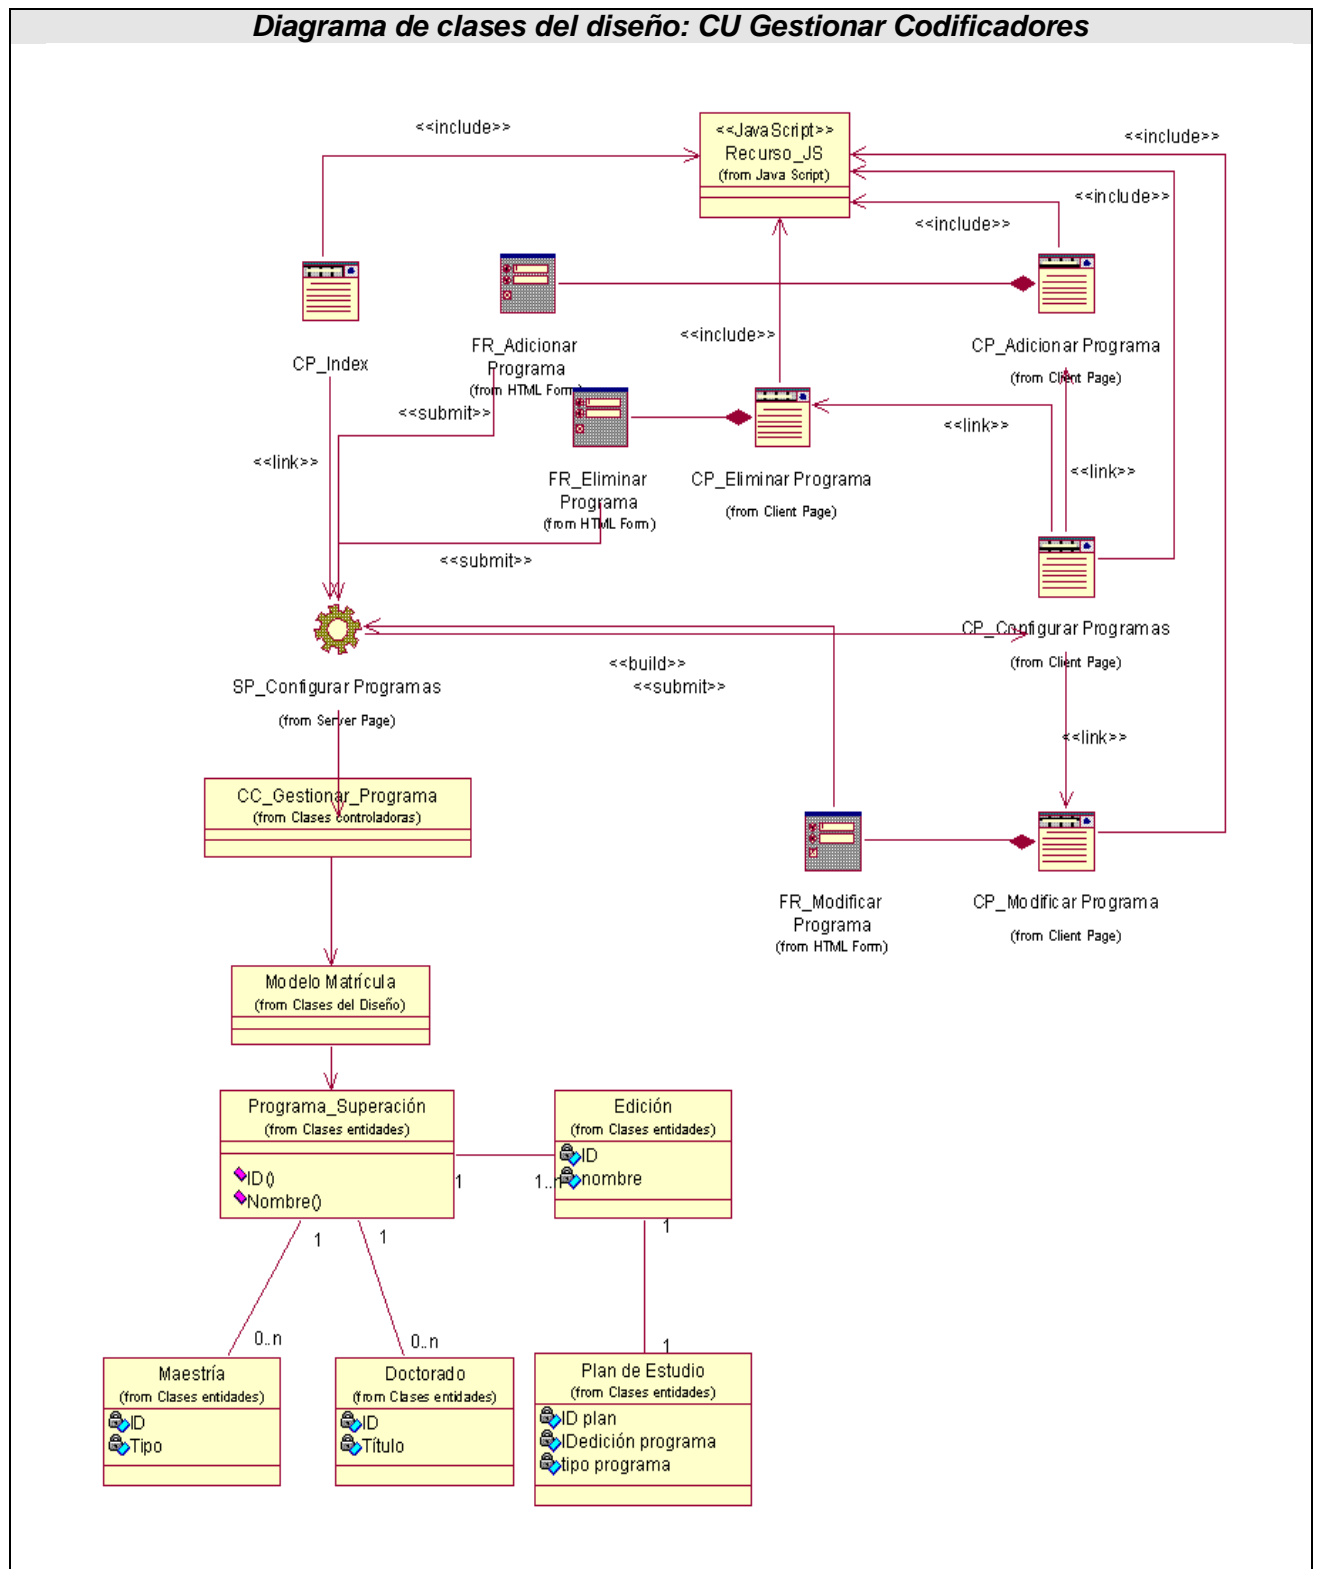 Diagrama de clases del diseño: CU Gestionar Codificadores
<<include>>
<<JavaScript>>
Recurso_JS
(from Java Script)
<<include>>
<<include>>
<<include>>
<<include>>
CP_Index
FR_Adicionar
Programa
(from HTML Form)
CP_Adicionar Programa
(from Client Page)
<<submit>>
<<link>>
<<link>>
<<link>>
FR_Eliminar
Programa
(from HTML Form)
CP_Eliminar Programa
(from Client Page)
<<submit>>
CP_Configurar Programas
(from Client Page)
<<build>>
<<submit>>
SP_Configurar Programas
(from Server Page)
<<link>>
CC_Gestionar_Programa
(from Clases controladoras)
FR_Modificar
Programa
(from HTML Form)
CP_Modificar Programa
(from Client Page)
Modelo Matrícula
(from Clases del Diseño)
Programa_Superación
(from Clases entidades)
ID()
Nombre()
1
1..n
Edición
(from Clases entidades)
ID
nombre
1
1
1
0..n
0..n
1
Maestría
(from Clases entidades)
ID
Tipo
Doctorado
(from Clases entidades)
ID
Título
Plan de Estudio
(from Clases entidades)
ID plan
IDedición programa
tipo programa